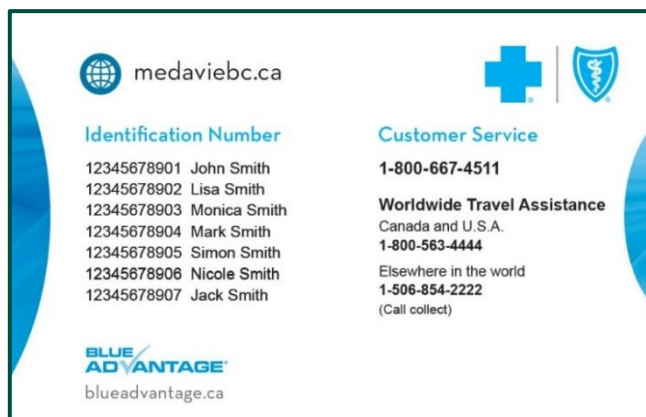 medaviebc.ca
Identification Number
12345678901 John Smith
12345678902 Lisa Smith
12345678903 Monica Smith
12345678904 Mark Smith
12345678905 Simon Smith
12345678906 Nicole Smith
12345678907 Jack Smith
BLUE
ADVANTAGE®
blueadvantage.ca
Customer Service
1-800-667-4511
Worldwide Travel Assistance
Canada and U.S.A.
1-800-563-4444
Elsewhere in the world
1-506-854-2222
(Call collect)